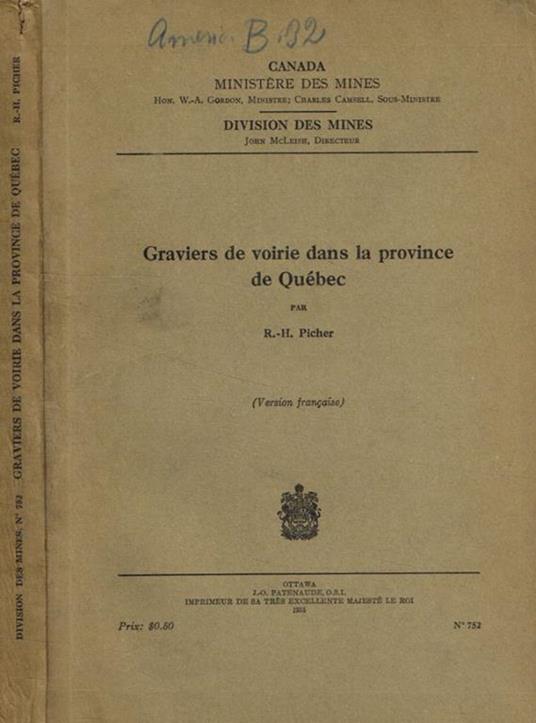 Americ. B. B2
CANADA
MINISTÈRE DES MINES
HON. W.-A. GORDON, MINISTRE; CHARLES CAMSELL, SOUS-MINISTRE
DIVISION DES MINES
JOHN MCLEISH, DIRECTEUR
Graviers de voirie dans la province
de Québec
PAR
R.-H. Picher
(Version française)
OTTAWA
J.-O. PATENAUDE, O.S.I.
IMPRIMEUR DE SA TRÈS EXCELLENTE MAJESTÉ LE ROI
Prix: $0.50
N° 752
DIVISION DES MINES, N° 752 GRAVIERS DE VOIRIE DANS LA PROVINCE DE QUÉBEC R.-H. PICHER